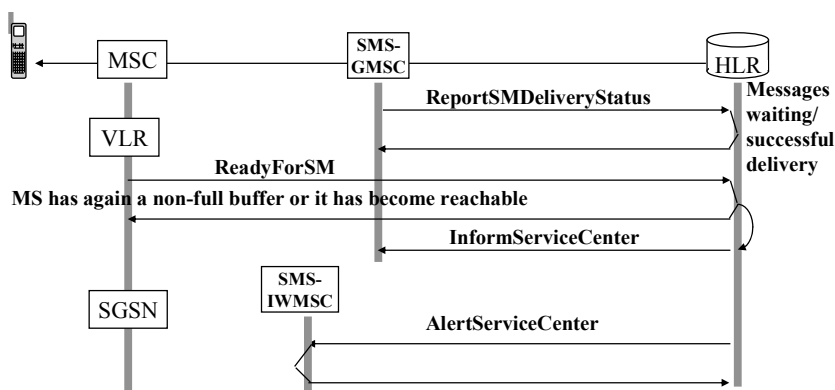 MSC
SMS-
GMSC
HLR
ReportSMDeliveryStatus
Messages
waiting/
successful
delivery
VLR
ReadyForSM
MS has again a non-full buffer or it has become reachable
InformServiceCenter
SMS-
IWMSC
SGSN
AlertServiceCenter